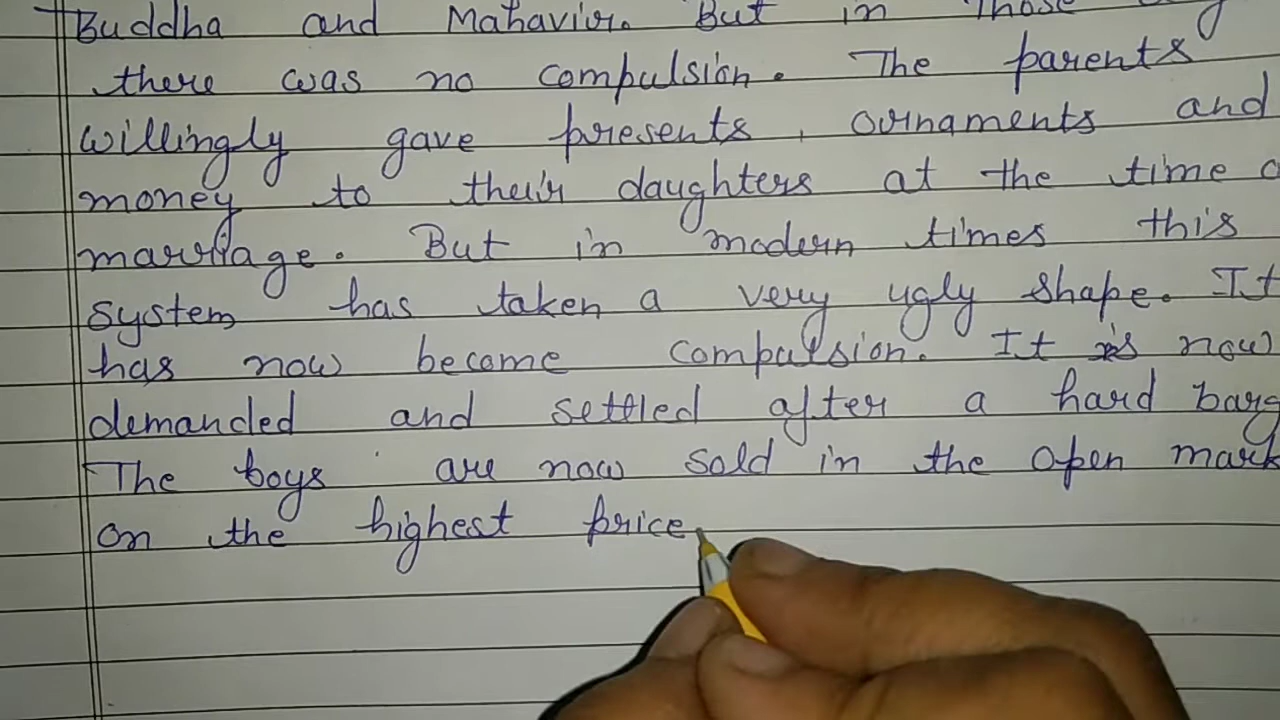 Buddha and Mahavir. But in those
there was no compulsion. The parents
willingly gave presents, ornaments and
money to their daughters at the time o
marriage. But in modern times this
system has taken a very ugly shape. It
has now become compulsion. It is now
demanded and settled after a hard barg
The boys are now sold in the open mark
on the highest price.